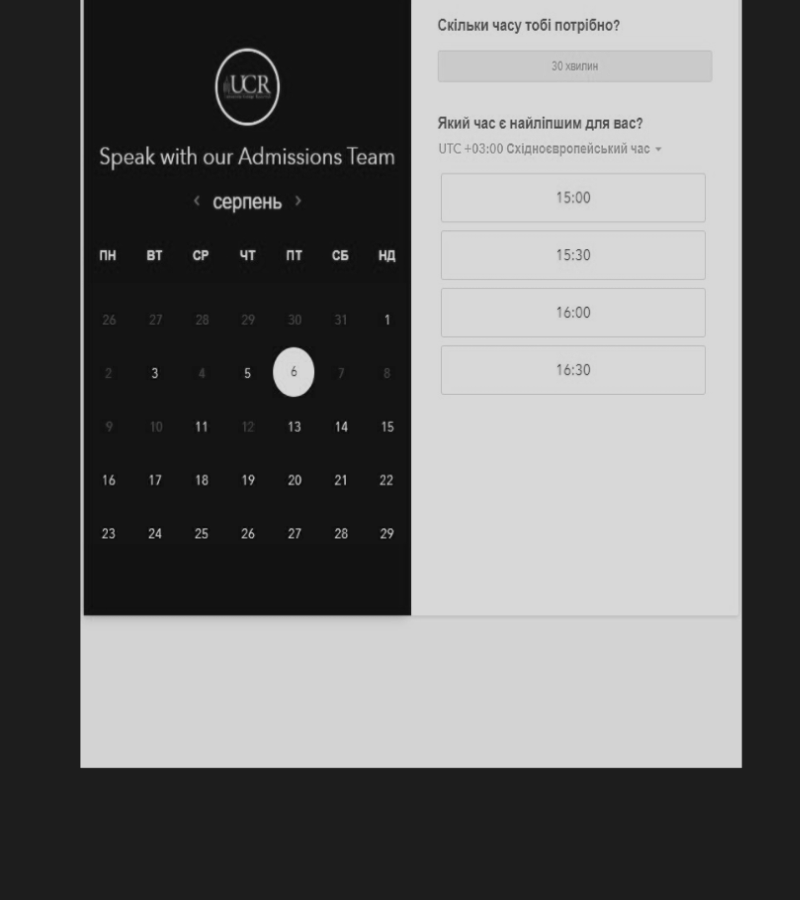 UCR
Speak with our Admissions Team
‹ серпень ›
ПН ВТ СР ЧТ ПТ СБ НД
26 27 28 29 30 31 1
2 3 4 5 6 7 8
9 10 11 12 13 14 15
16 17 18 19 20 21 22
23 24 25 26 27 28 29
Скільки часу тобі потрібно?
30 хвилин
Який час є найліпшим для вас?
UTC +03:00 Східноєвропейський час
15:00
15:30
16:00
16:30